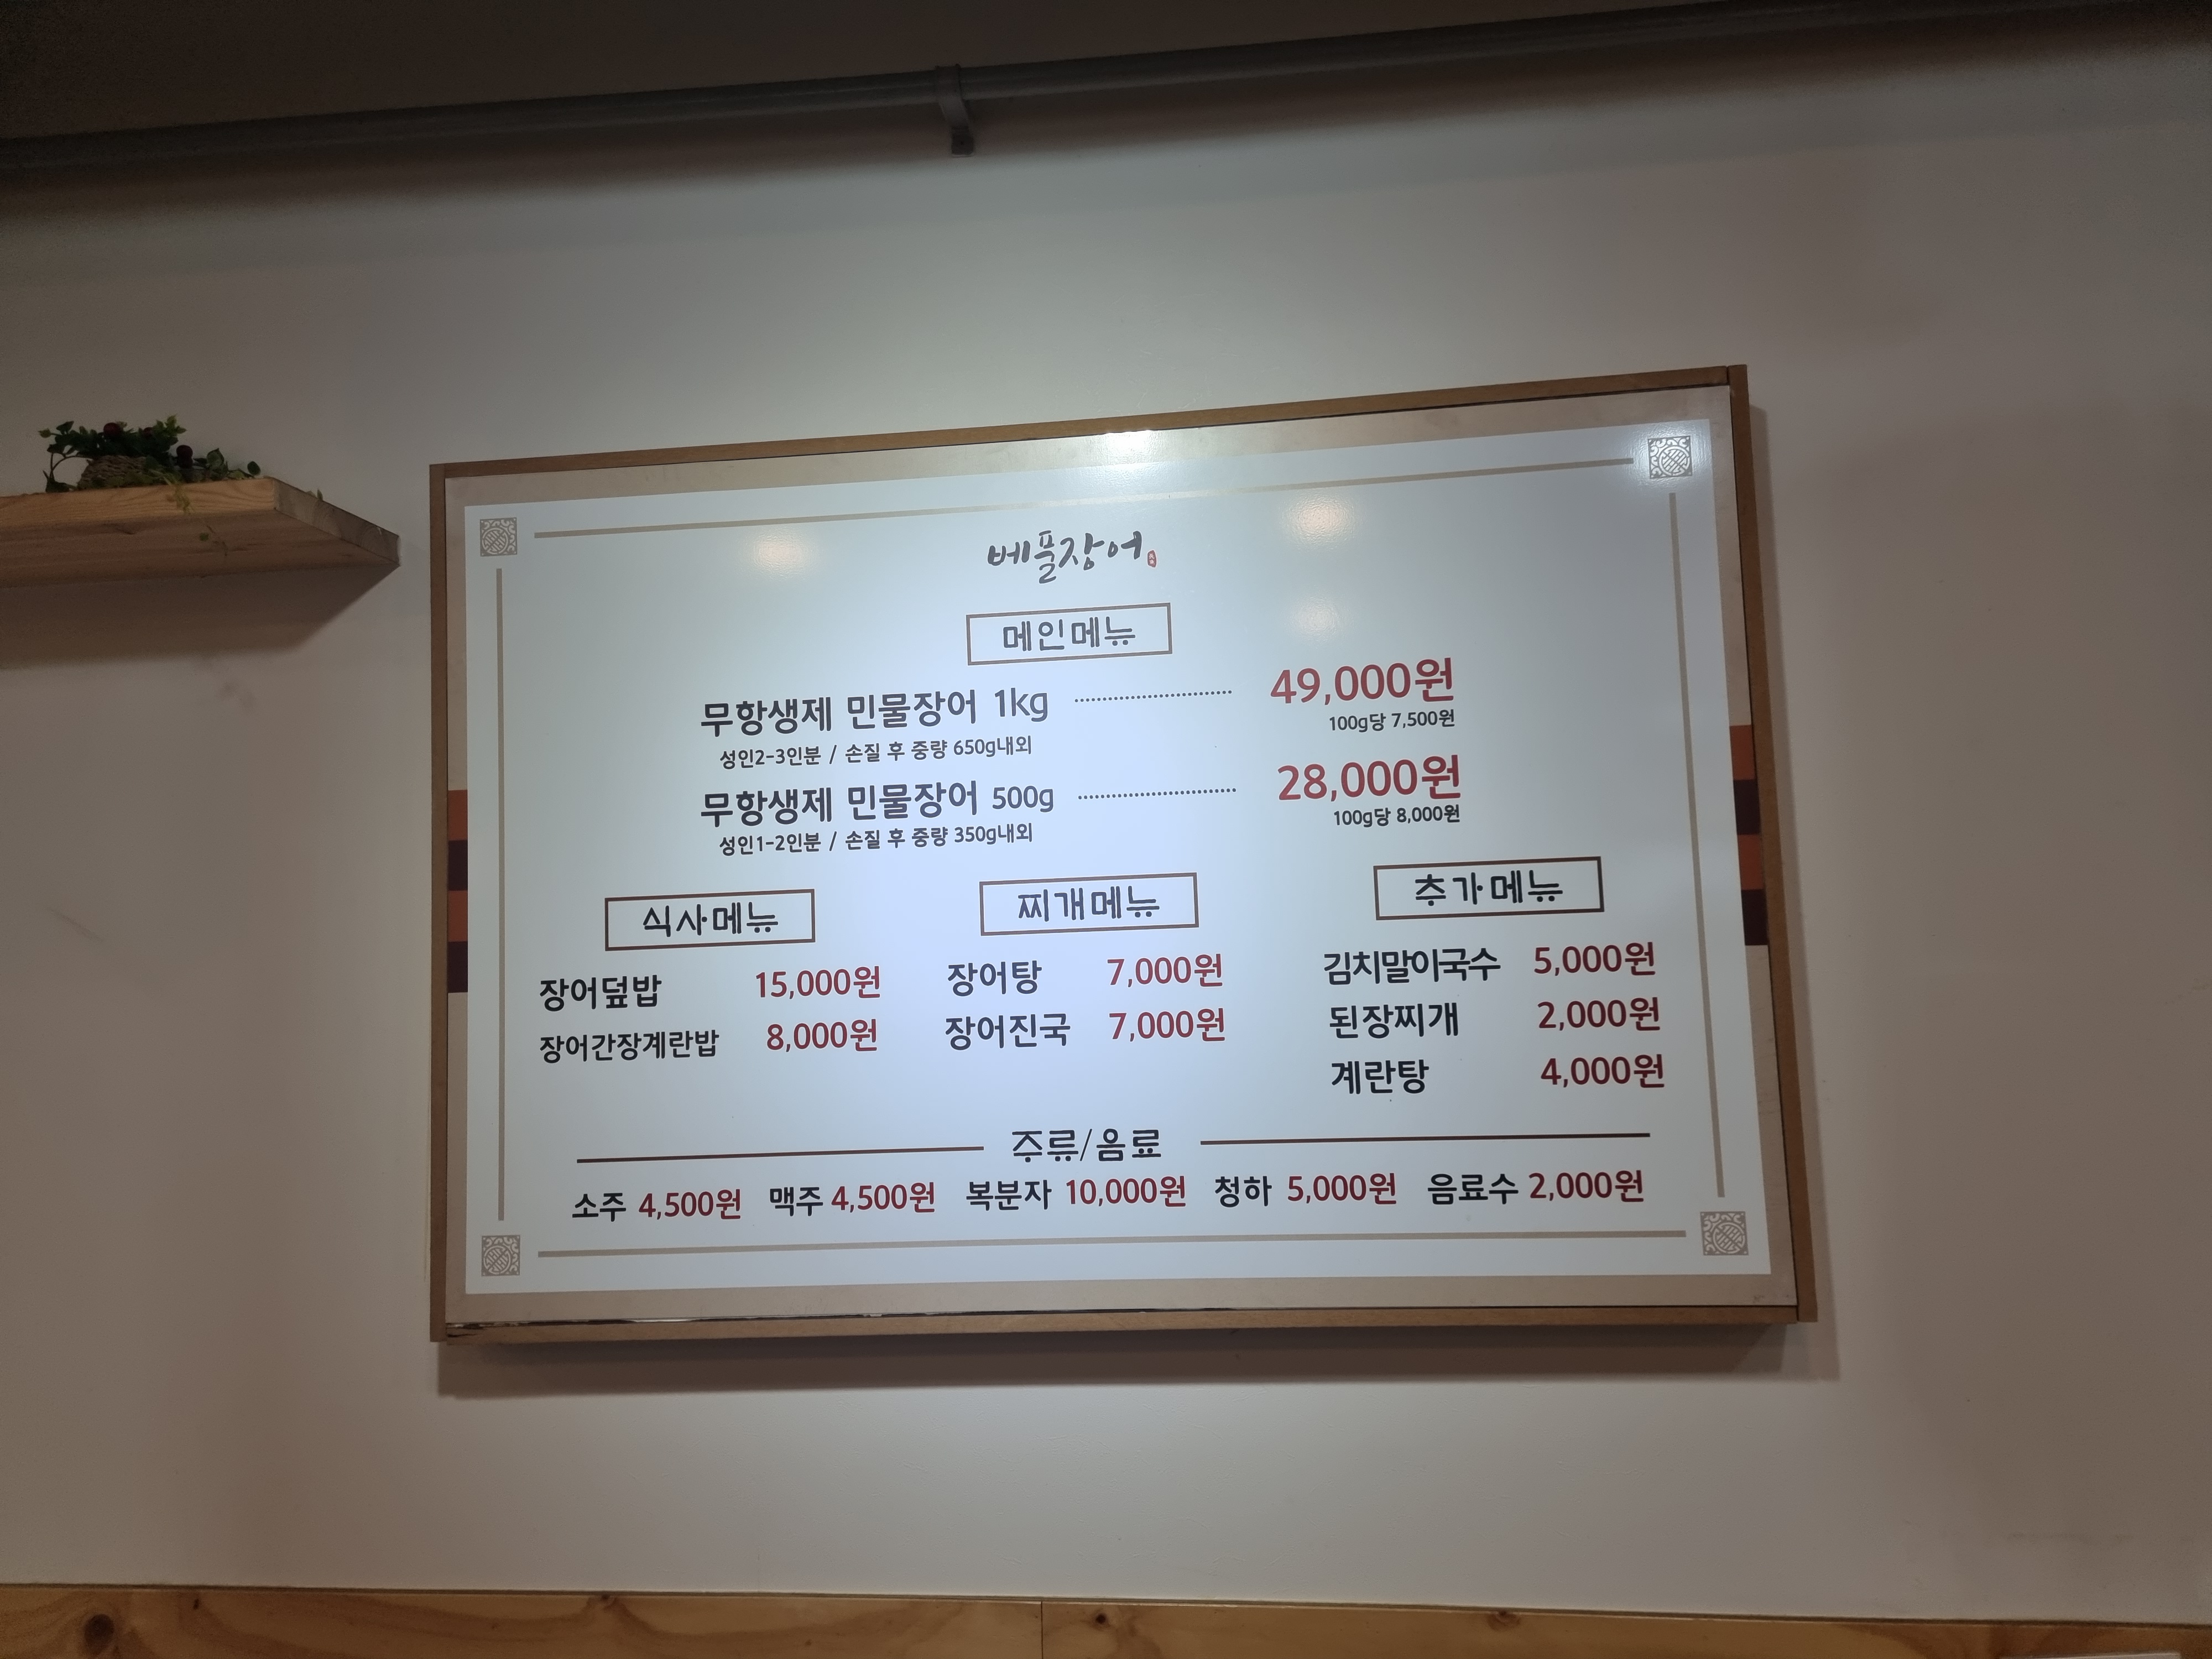 베풀장어
메인메뉴
무항생제 민물장어 1kg 49,000원
100g당 7,500원
성인2-3인분 / 손질 후 중량 650g내외
무항생제 민물장어 500g 28,000원
100g당 8,000원
성인1-2인분 / 손질 후 중량 350g내외
식사메뉴
장어덮밥 15,000원
장어간장계란밥 8,000원
찌개메뉴
장어탕 7,000원
장어진국 7,000원
추가메뉴
김치말이국수 5,000원
된장찌개 2,000원
계란탕 4,000원
주류/음료
소주 4,500원 맥주 4,500원 복분자 10,000원 청하 5,000원 음료수 2,000원